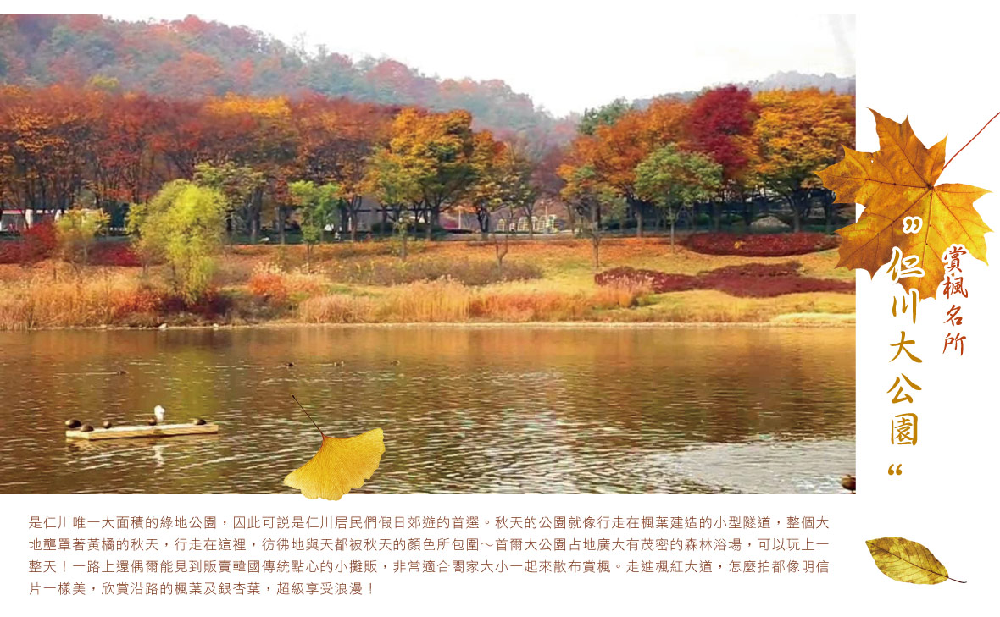 賞楓名所
”仁川大公園“
是仁川唯一大面積的綠地公園，因此可説是仁川居民們假日郊遊的首選。秋天的公園就像行走在楓葉建造的小型隧道，整個大
地壟罩著黃橘的秋天，行走在這裡，彷彿地與天都被秋天的顏色所包圍～首爾大公園占地廣大有茂密的森林浴場，可以玩上一
整天！一路上還偶爾能見到販賣韓國傳統點心的小攤販，非常適合閤家大小一起來散布賞楓。走進楓紅大道，怎麼拍都像明信
片一樣美，欣賞沿路的楓葉及銀杏葉，超級享受浪漫！